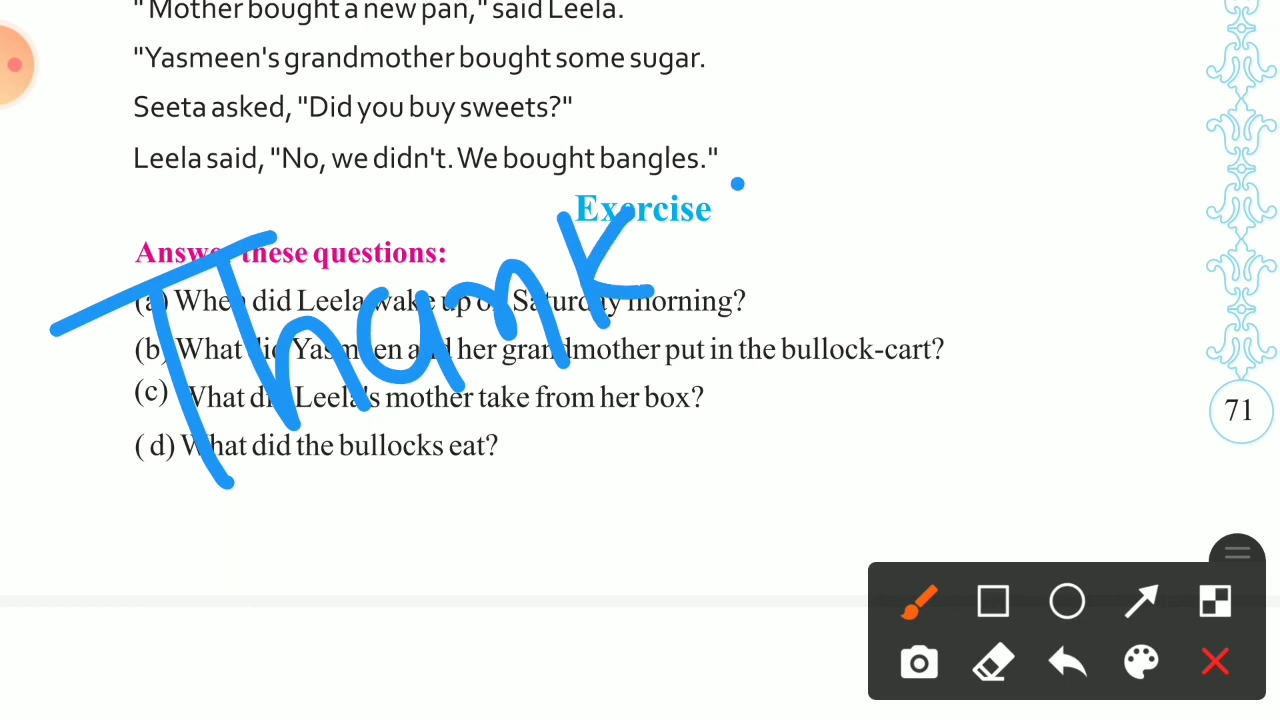 "Mother bought a new pan," said Leela.
"Yasmeen's grandmother bought some sugar.
Seeta asked, "Did you buy sweets?"
Leela said, "No, we didn't. We bought bangles."
Exercise
Answer these questions:
(a) When did Leela wake up on Saturday morning?
(b) What did Yasmeen and her grandmother put in the bullock-cart?
(c) What did Leela's mother take from her box?
( d) What did the bullocks eat?
Thank
71